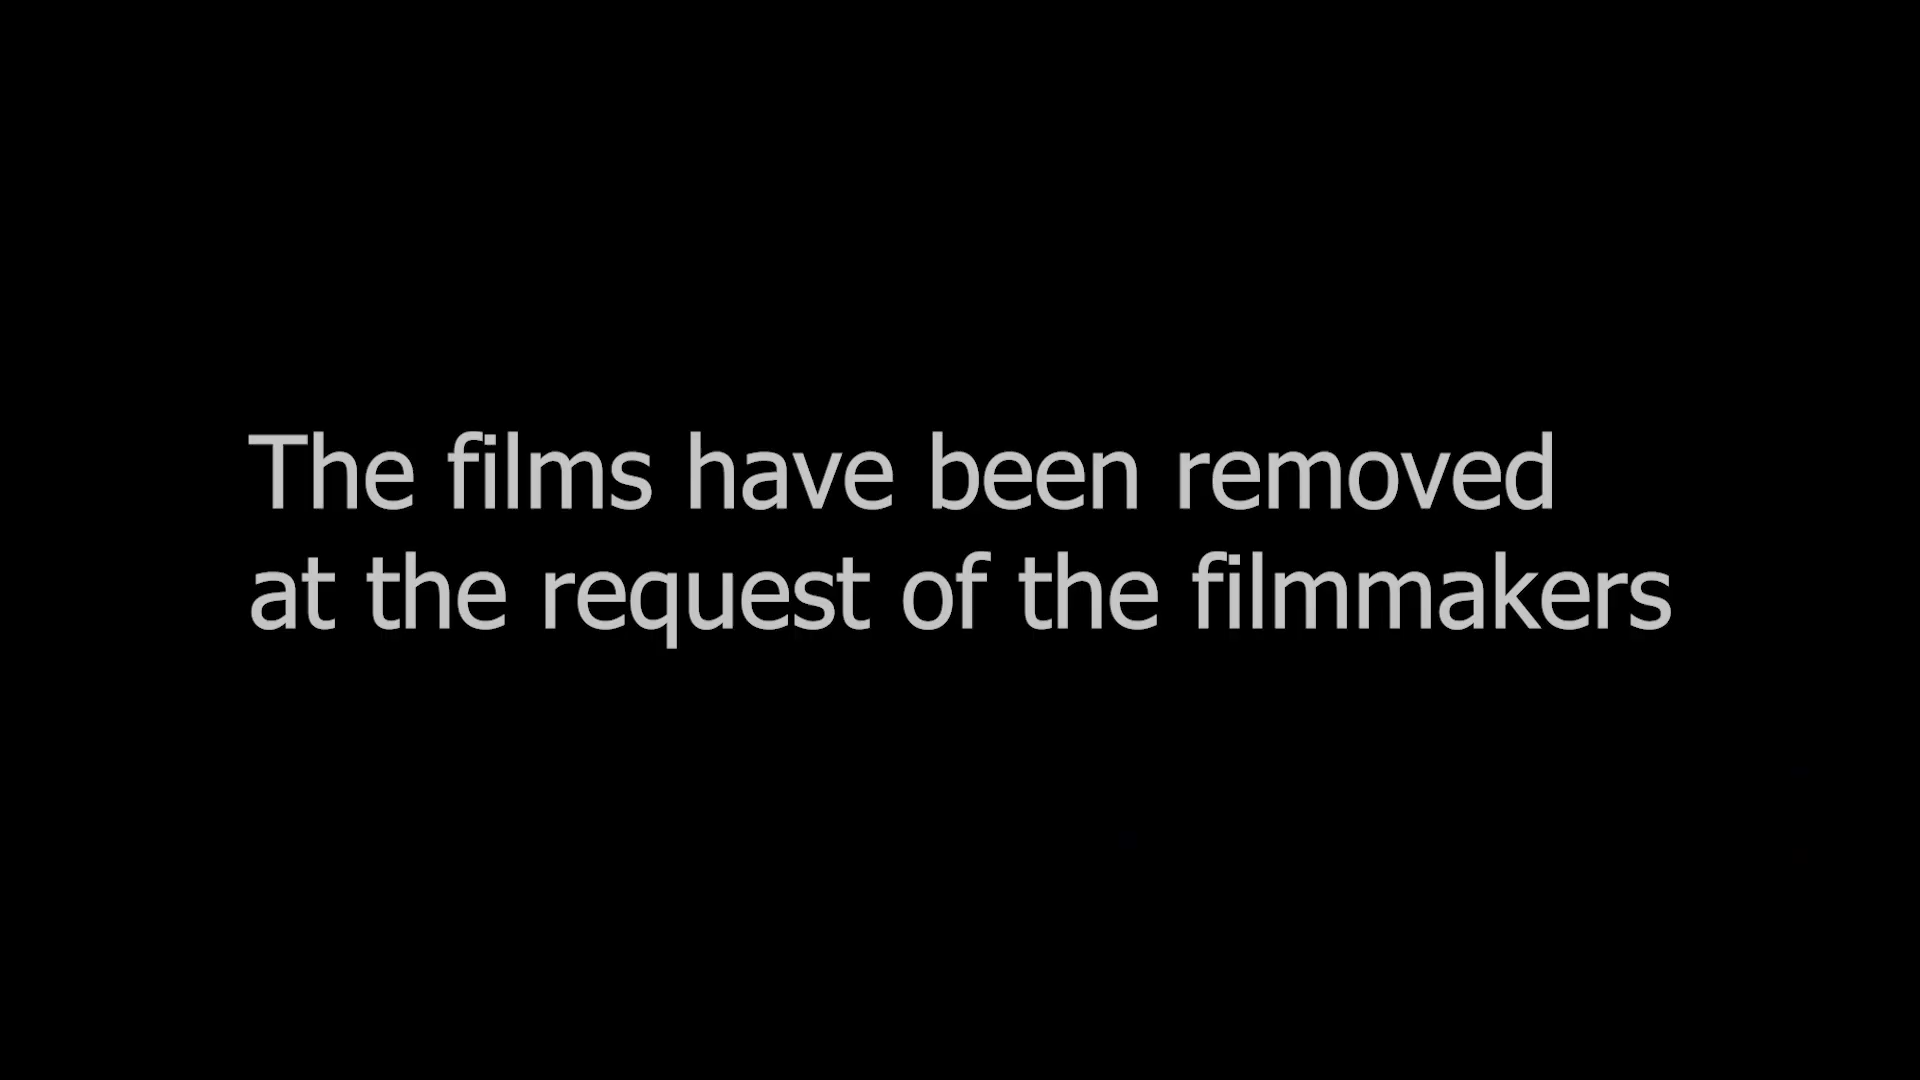 The films have been removed
at the request of the filmmakers